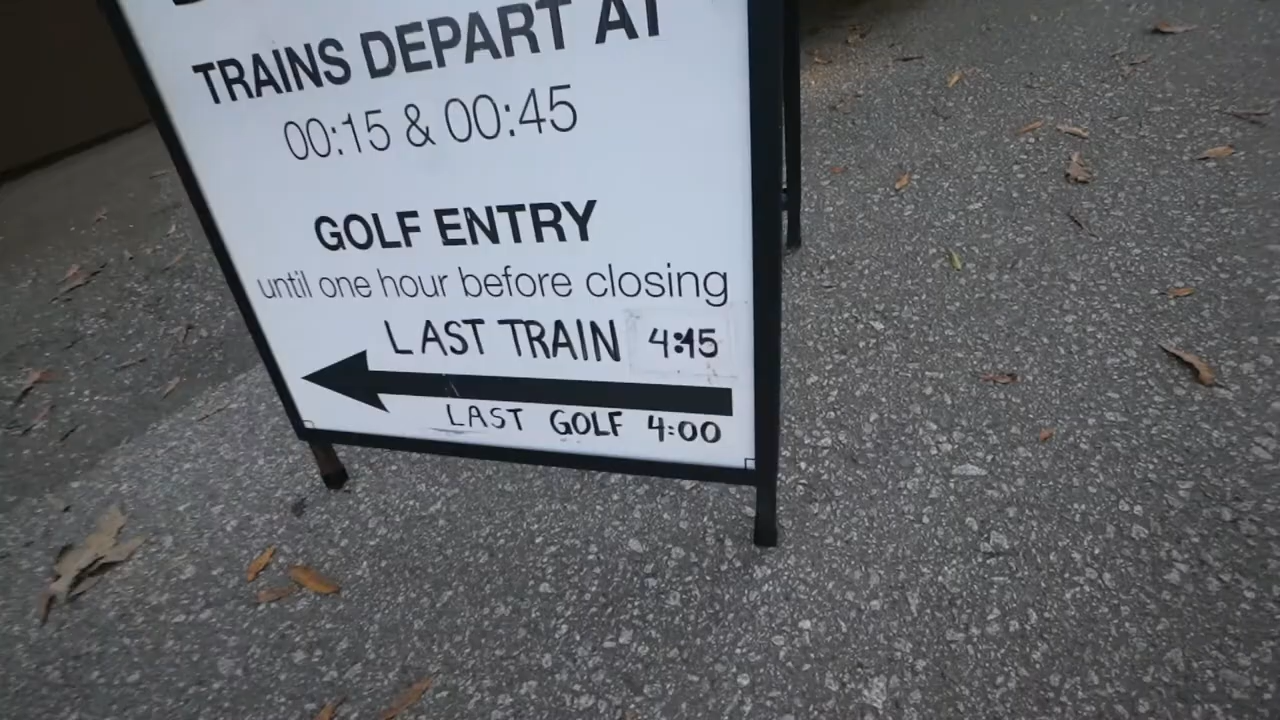 TRAINS DEPART AT
00:15 & 00:45
GOLF ENTRY
until one hour before closing
LAST TRAIN 4:45
LAST GOLF 4:00